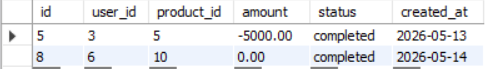 id user_id product_id amount status created_at
5 3 5 -5000.00 completed 2026-05-13
8 6 10 0.00 completed 2026-05-14